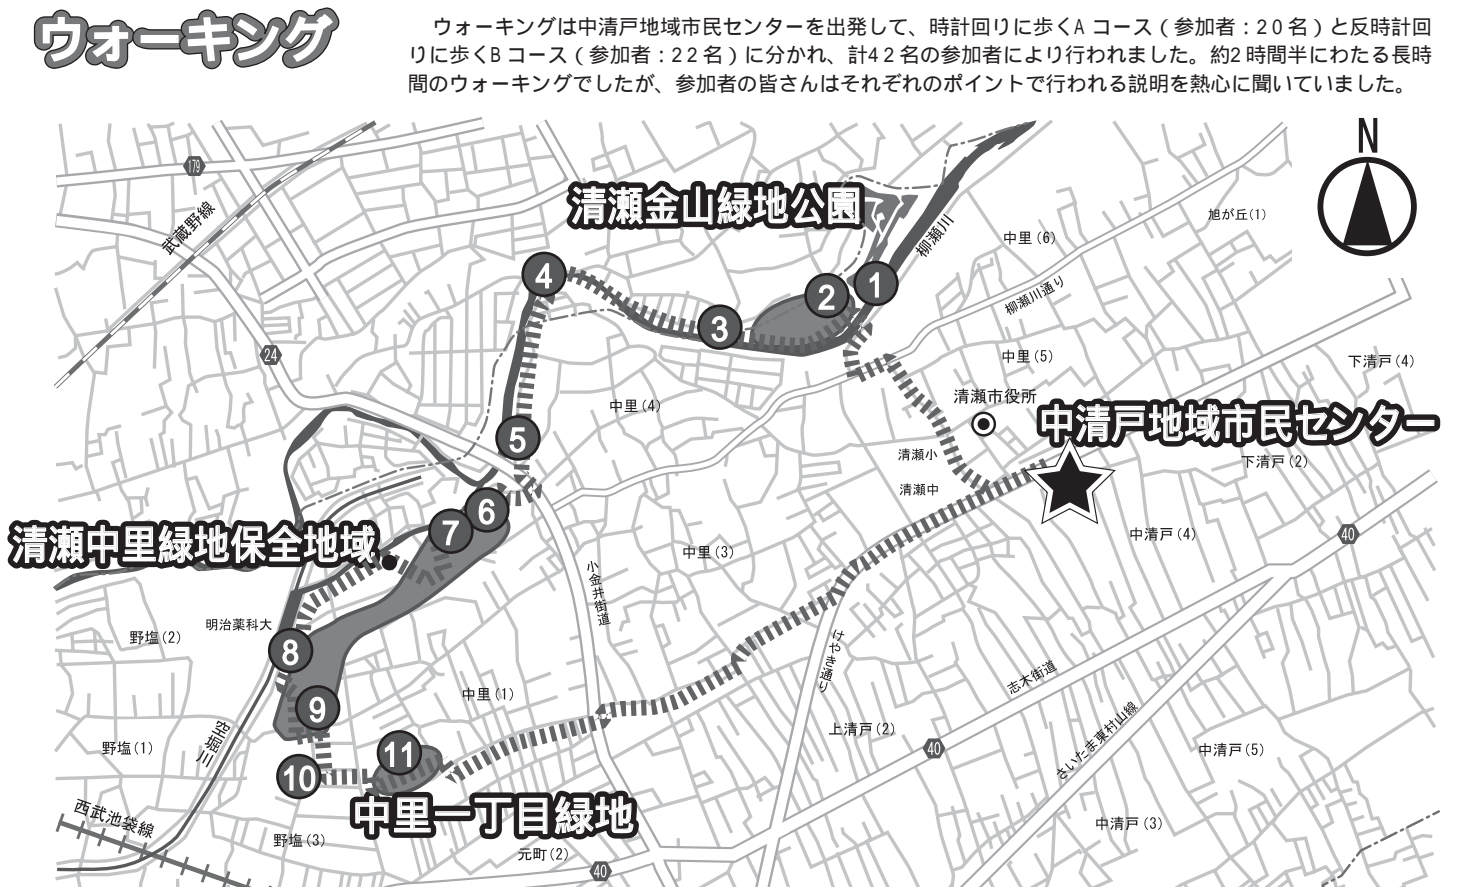 ウォーキング
ウォーキングは中清戸地域市民センターを出発して、時計回りに歩くAコース（参加者：20名）と反時計回
りに歩くBコース（参加者：22名）に分かれ、計42名の参加者により行われました。約2時間半にわたる長時
間のウォーキングでしたが、参加者の皆さんはそれぞれのポイントで行われる説明を熱心に聞いていました。
N
179
武蔵野線
清瀬金山緑地公園
柳瀬川
旭が丘(1)
中里(6)
柳瀬川通り
4
1
2
3
24
中里(5)
下清戸(4)
清瀬市役所
中里(4)
中清戸地域市民センター
5
清瀬小
下清戸(2)
清瀬中
6
7
清瀬中里緑地保全地域
中清戸(4)
40
中里(3)
小金井街道
明治薬科大
野塩(2)
8
けやき通り
志木街道
中里(1)
9
空堀川
上清戸(2)
さいたま東村山線
野塩(1)
11
40
中清戸(5)
10
中里一丁目緑地
西武池袋線
野塩(3)
中清戸(3)
元町(2)
40